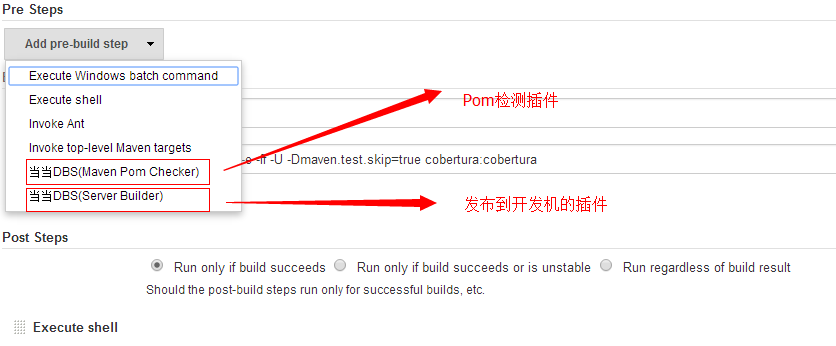 Pre Steps
Add pre-build step
Execute Windows batch command
Execute shell
Invoke Ant
Invoke top-level Maven targets
当当DBS(Maven Pom Checker)
当当DBS(Server Builder)
Pom检测插件
-U -Dmaven.test.skip=true cobertura:cobertura
发布到开发机的插件
Post Steps
Run only if build succeeds Run only if build succeeds or is unstable Run regardless of build result
Should the post-build steps run only for successful builds, etc.
Execute shell